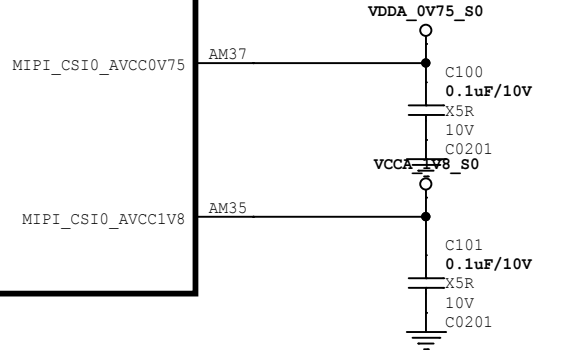 VDDA_0V75_S0
AM37
MIPI_CSI0_AVCC0V75
C100
0.1uF/10V
X5R
10V
C0201
VCCA_1V8_S0
AM35
MIPI_CSI0_AVCC1V8
C101
0.1uF/10V
X5R
10V
C0201